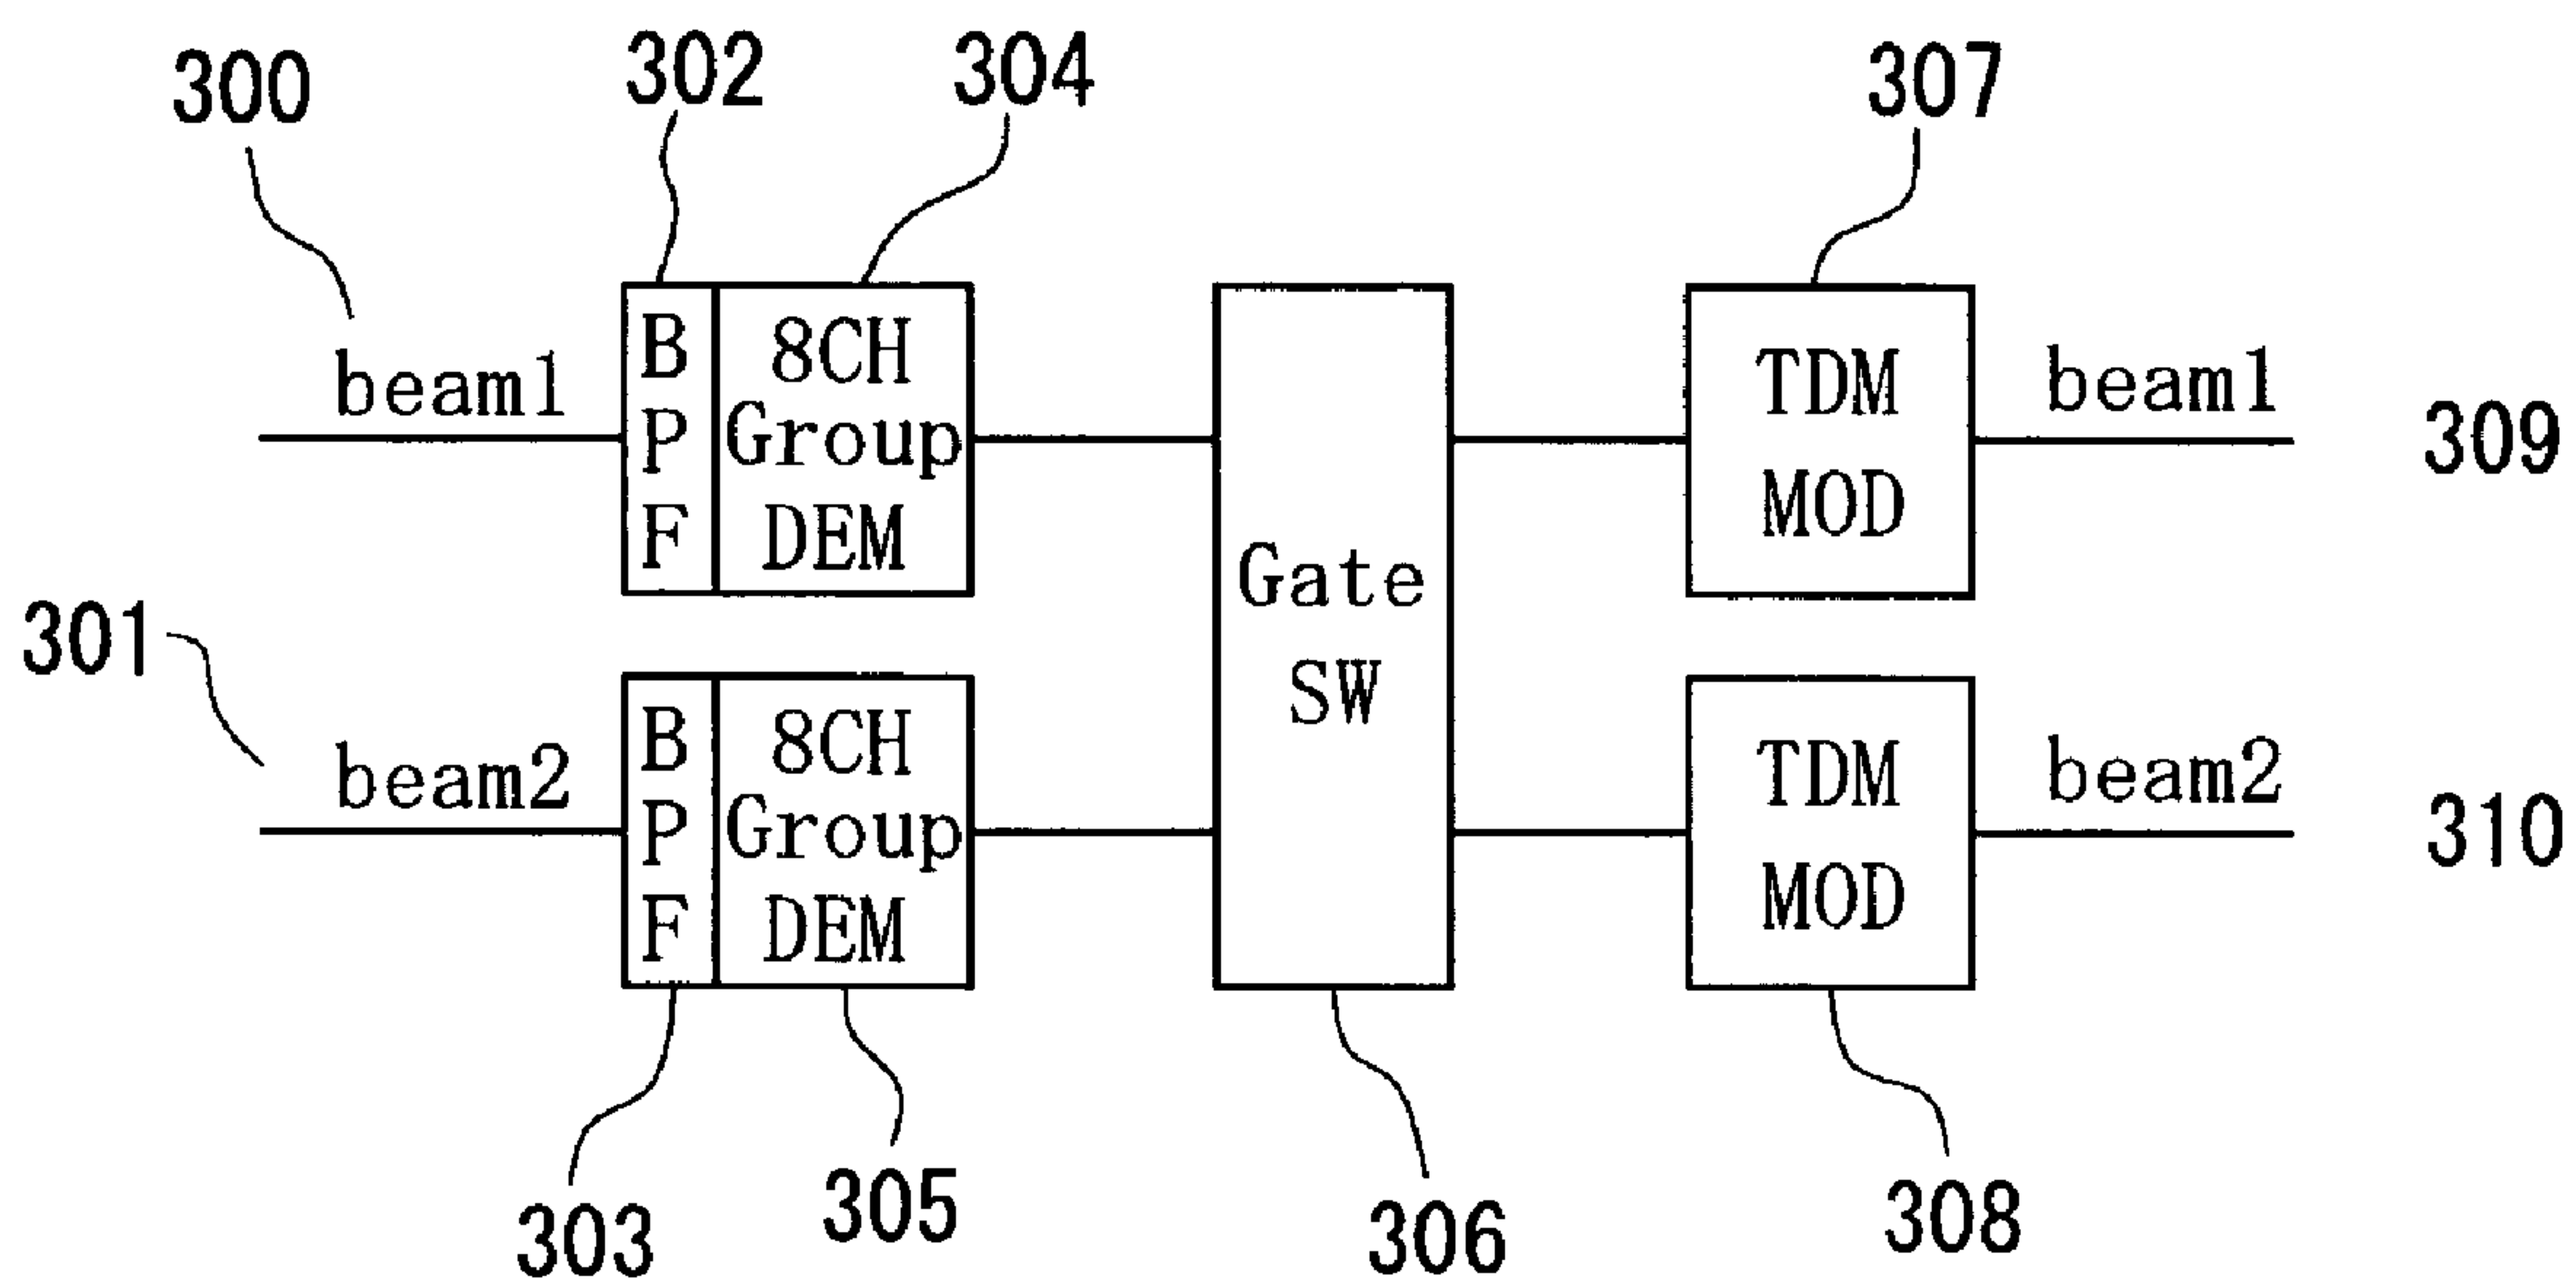 300
302
304
307
beam1
B
P
F
8CH
Group
DEM
TDM
MOD
beam1
309
Gate
SW
301
beam2
B
P
F
8CH
Group
DEM
TDM
MOD
beam2
310
303
305
306
308